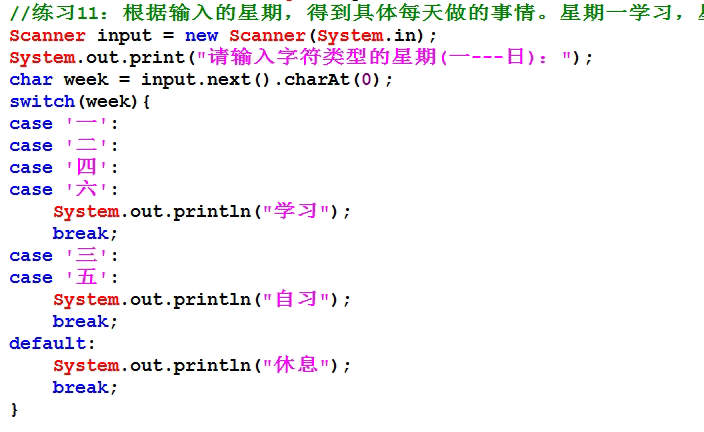 //练习11：根据输入的星期，得到具体每天做的事情。星期一学习，
Scanner input = new Scanner(System.in);
System.out.print("请输入字符类型的星期(一---日)：");
char week = input.next().charAt(0);
switch(week){
case '一':
case '二':
case '四':
case '六':
System.out.println("学习");
break;
case '三':
case '五':
System.out.println("自习");
break;
default:
System.out.println("休息");
break;
}